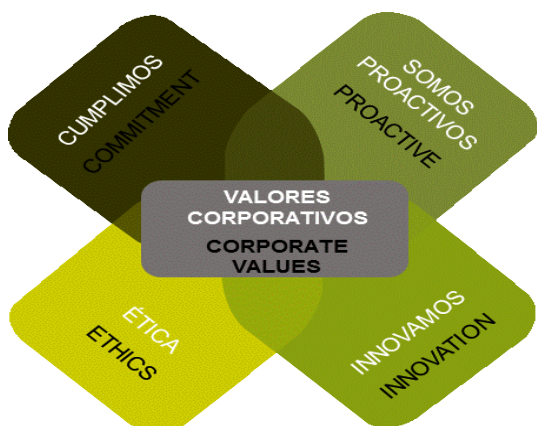 CUMPLIMOS
COMMITMENT
SOMOS
PROACTIVOS
PROACTIVE
VALORES
CORPORATIVOS
CORPORATE
VALUES
ÉTICA
ETHICS
INNOVAMOS
INNOVATION